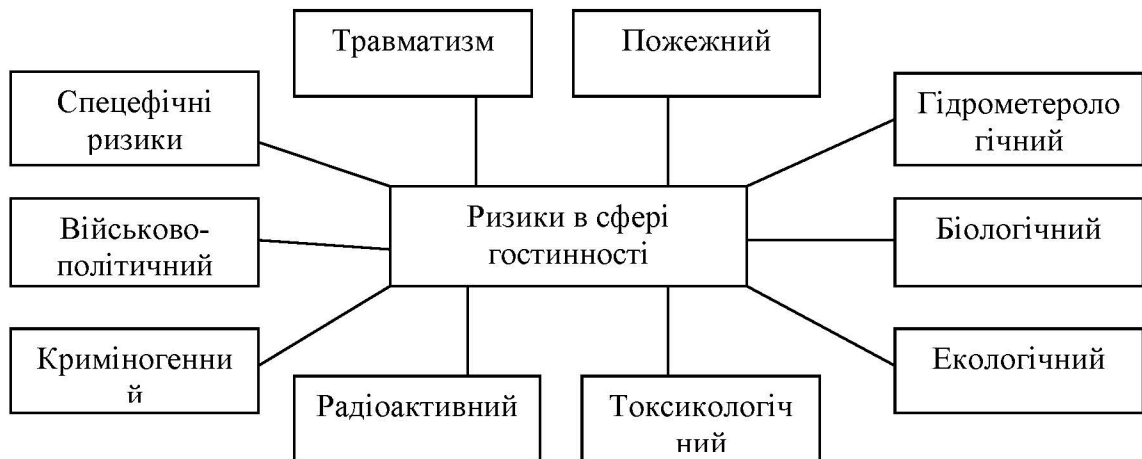 Травматизм
Пожежний
Спецефічні
ризики
Гідрометероло
гічний
Ризики в сфері
гостинності
Військово-
політичний
Біологічний
Криміногенни
й
Екологічний
Радіоактивний
Токсикологіч
ний